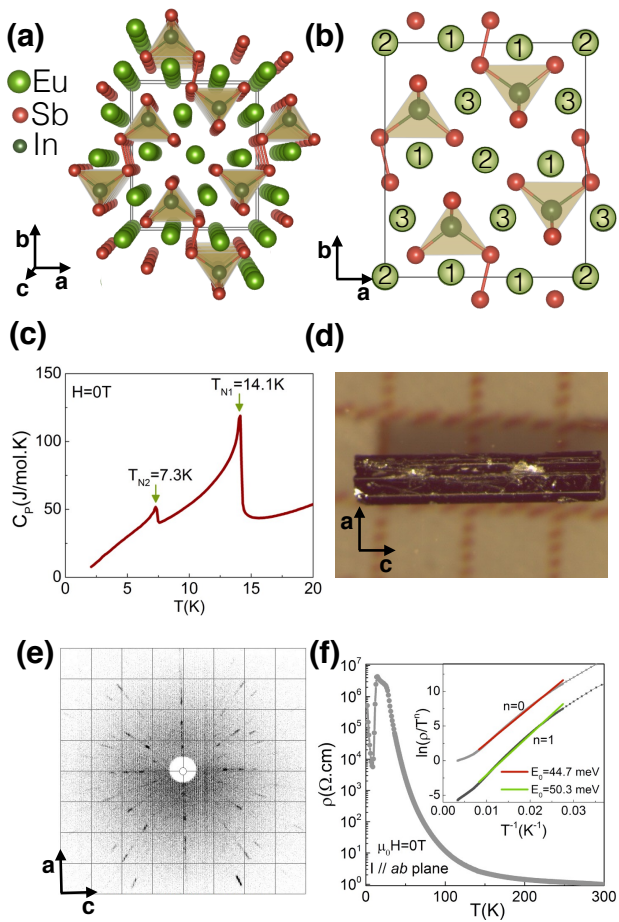 (a)
Eu
Sb
In
b
c
a
(b)
2 1 1 2
3
3
1 2 1
3 3 3
2 1 1 2
b
a
(c)
H=0T
T_N1=14.1K
T_N2=7.3K
C_P(J/mol.K)
150
100
50
0
0 5 10 15 20
T(K)
(d)
a
c
(e)
a
c
(f)
ρ(Ω.cm)
10^7
10^6
10^5
10^4
10^3
10^2
10^1
10^0
0 100 200 300
T(K)
μ_0H=0T
I // ab plane
ln(ρ/T^n)
10
5
0
-5
n=0
n=1
E_0=44.7 meV
E_0=50.3 meV
0.00 0.01 0.02 0.03
T^-1(K^-1)